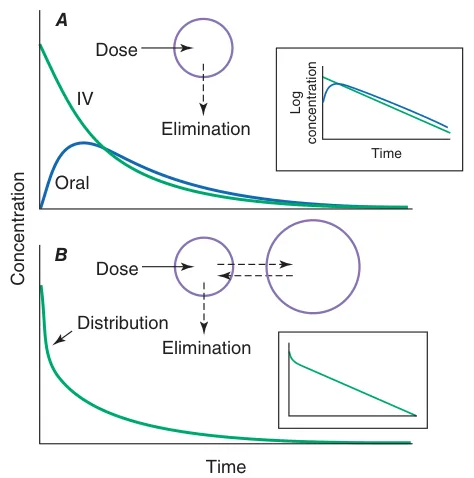 A
Dose
IV
Elimination
Oral
Log
concentration
Time
Concentration
B
Dose
Distribution
Elimination
Time